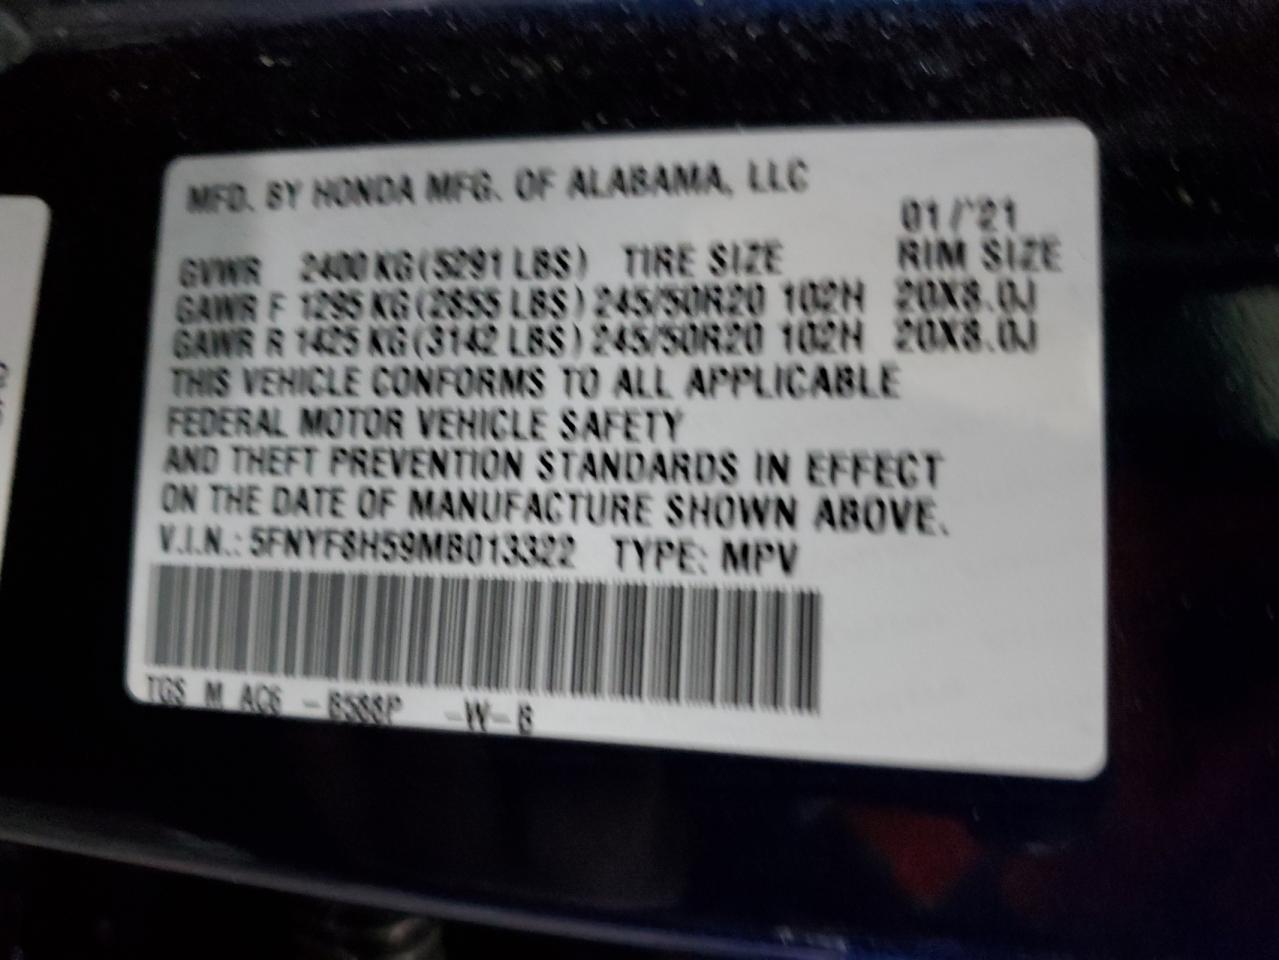 MFD. BY HONDA MFG. OF ALABAMA, LLC
01/'21
GVWR 2400 KG (5291 LBS) TIRE SIZE RIM SIZE
GAWR F 1295 KG (2855 LBS) 245/50R20 102H 20X8.0J
GAWR R 1425 KG (3142 LBS) 245/50R20 102H 20X8.0J
THIS VEHICLE CONFORMS TO ALL APPLICABLE
FEDERAL MOTOR VEHICLE SAFETY
AND THEFT PREVENTION STANDARDS IN EFFECT
ON THE DATE OF MANUFACTURE SHOWN ABOVE.
V.I.N.: 5FNYF8H59MB013322 TYPE: MPV
TGS M AC6 -B588P -W-B